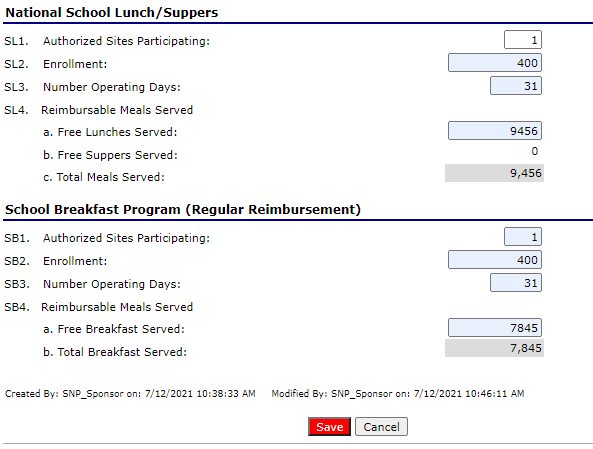 National School Lunch/Suppers
SL1. Authorized Sites Participating: 1
SL2. Enrollment: 400
SL3. Number Operating Days: 31
SL4. Reimbursable Meals Served
a. Free Lunches Served: 9456
b. Free Suppers Served: 0
c. Total Meals Served: 9,456
School Breakfast Program (Regular Reimbursement)
SB1. Authorized Sites Participating: 1
SB2. Enrollment: 400
SB3. Number Operating Days: 31
SB4. Reimbursable Meals Served
a. Free Breakfast Served: 7845
b. Total Breakfast Served: 7,845
Created By: SNP_Sponsor on: 7/12/2021 10:38:33 AM Modified By: SNP_Sponsor on: 7/12/2021 10:46:11 AM
Save Cancel